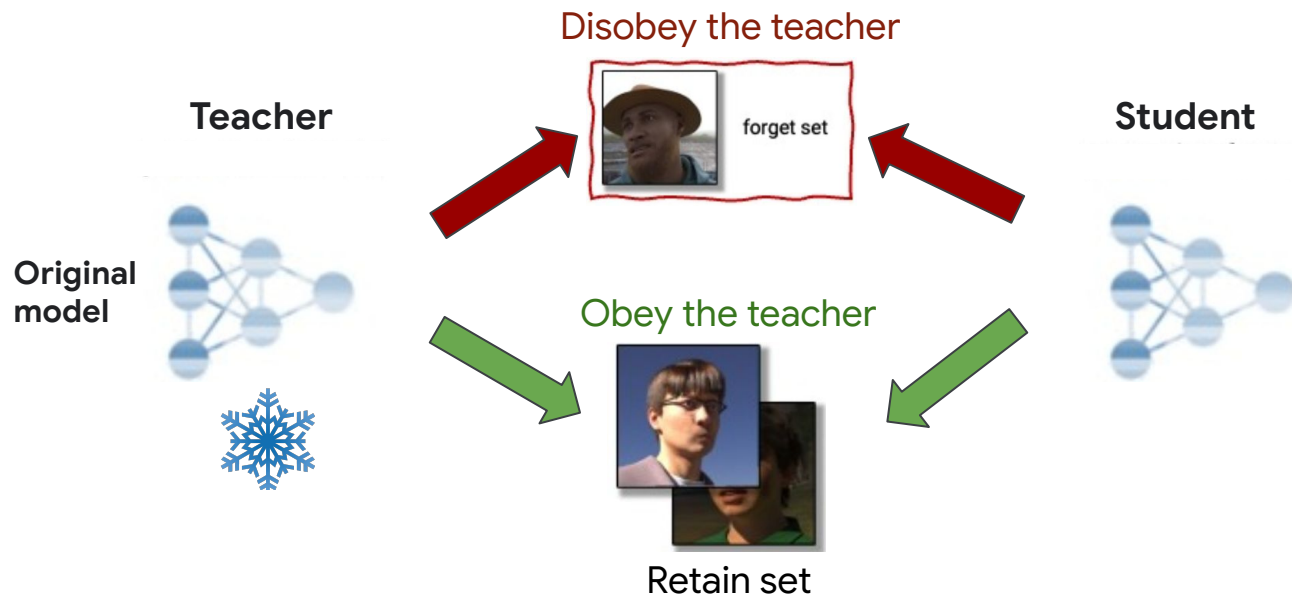 Disobey the teacher
Teacher
forget set
Student
Original
model
Obey the teacher
Retain set